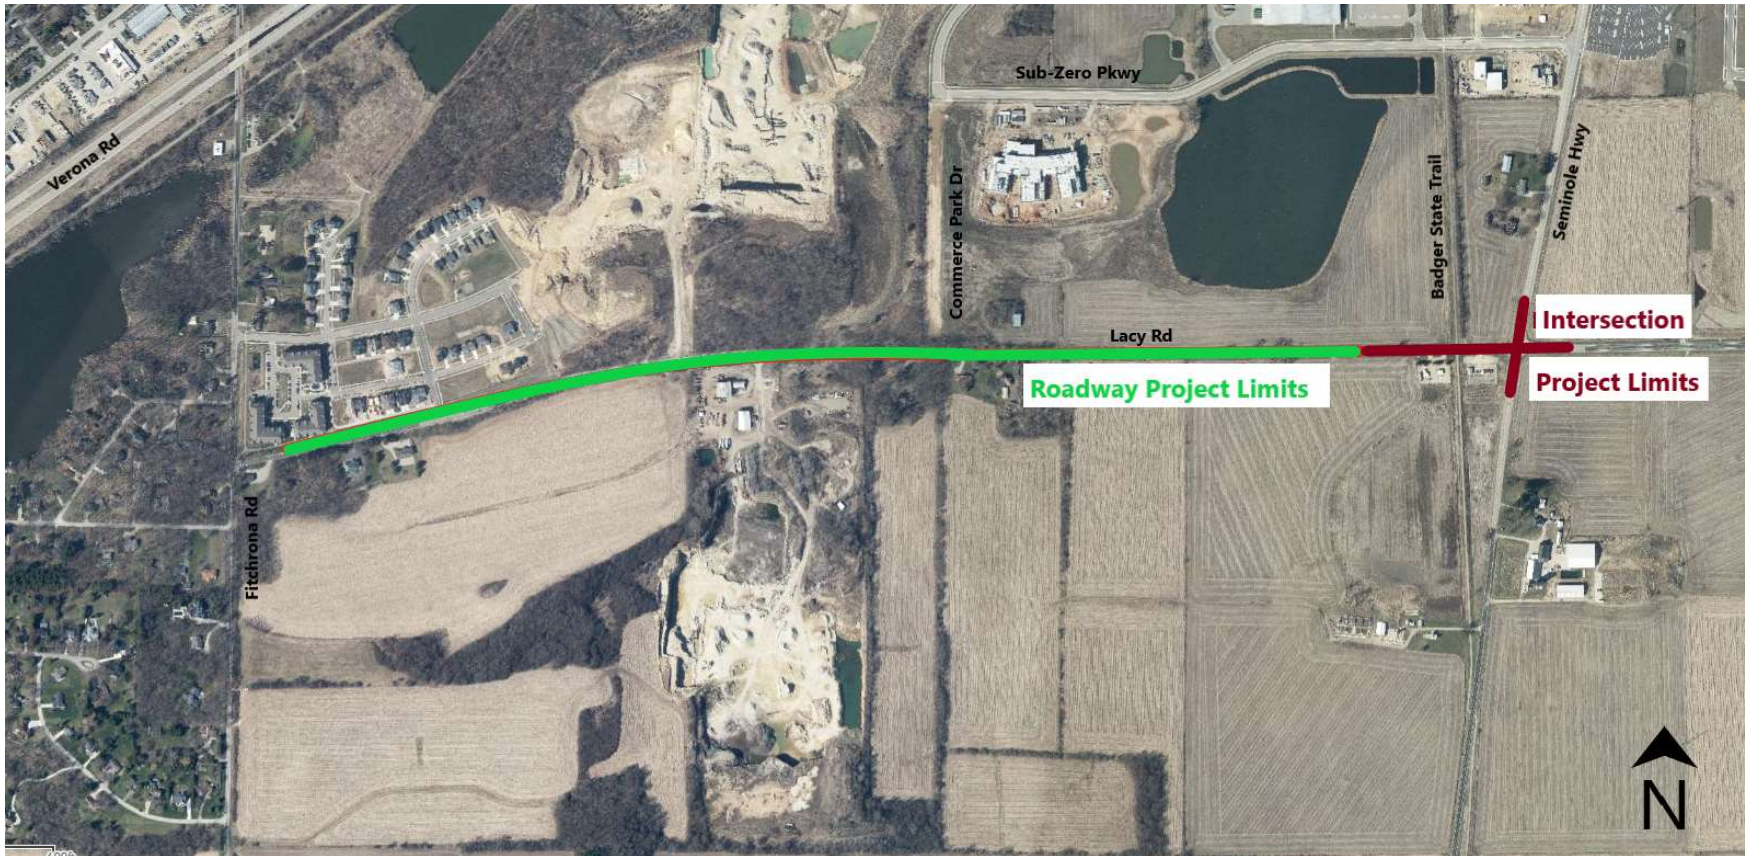 Sub-Zero Pkwy
Verona Rd
Commerce Park Dr
Badger State Trail
Seminole Hwy
Intersection
Lacy Rd
Project Limits
Roadway Project Limits
Fitchrona Rd
N